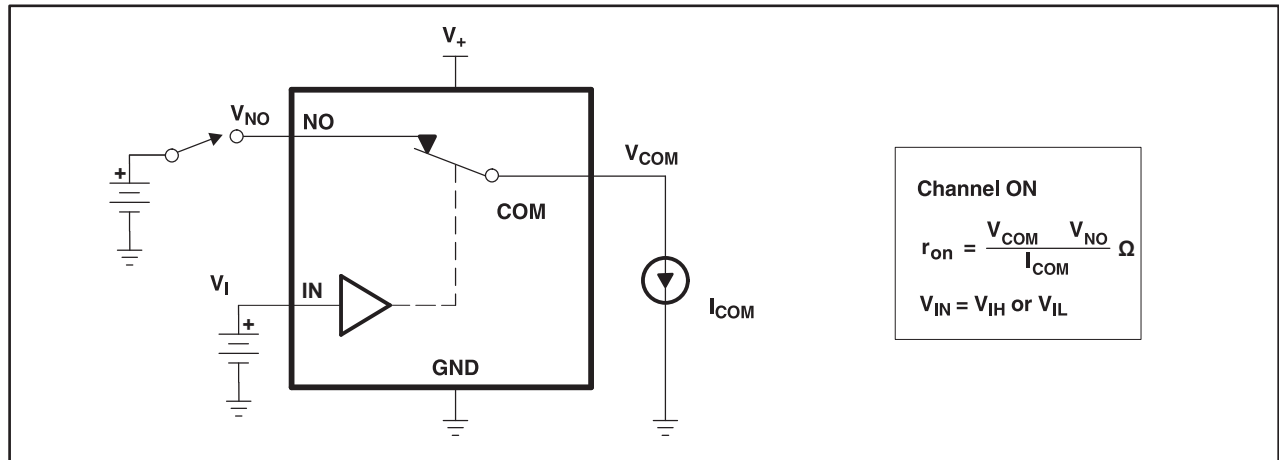 V+
VNO
NO
+
VCOM
COM
VI
IN
+
ICOM
GND
Channel ON
ron = VCOM VNO / ICOM Ω
VIN = VIH or VIL